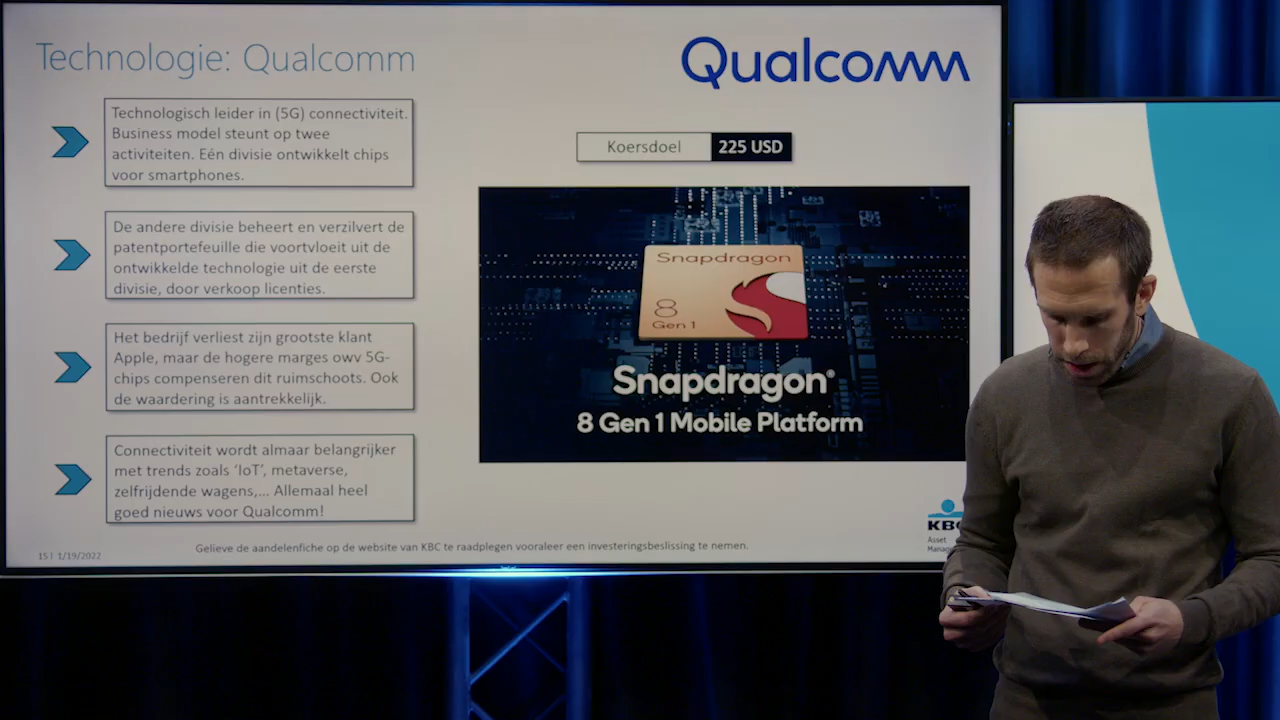 Technologie: Qualcomm
Qualcomm
Technologisch leider in (5G) connectiviteit.
Business model steunt op twee
activiteiten. Eén divisie ontwikkelt chips
voor smartphones.
De andere divisie beheert en verzilvert de
patentportefeuille die voortvloeit uit de
ontwikkelde technologie uit de eerste
divisie, door verkoop licenties.
Het bedrijf verliest zijn grootste klant
Apple, maar de hogere marges owv 5G-
chips compenseren dit ruimschoots. Ook
de waardering is aantrekkelijk.
Connectiviteit wordt almaar belangrijker
met trends zoals ‘IoT’, metaverse,
zelfrijdende wagens,... Allemaal heel
goed nieuws voor Qualcomm!
Koersdoel 225 USD
Snapdragon
8
Gen 1
Snapdragon®
8 Gen 1 Mobile Platform
KBC
Asset
15 | 1/19/2022
Gelieve de aandelenfiche op de website van KBC te raadplegen vooraleer een investeringsbeslissing te nemen.